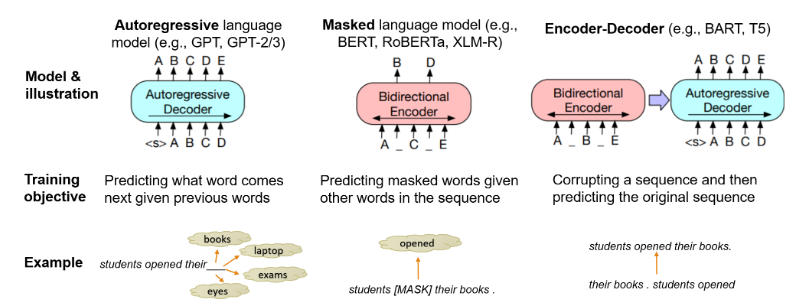 Autoregressive language
model (e.g., GPT, GPT-2/3)
Masked language model (e.g.,
BERT, RoBERTa, XLM-R)
Encoder-Decoder (e.g., BART, T5)
Model &
illustration
A B C D E
Autoregressive
Decoder
<s> A B C D
B D
Bidirectional
Encoder
A _ C _ E
Bidirectional
Encoder
A _ B _ E
A B C D E
Autoregressive
Decoder
<s> A B C D
Training
objective
Predicting what word comes
next given previous words
Predicting masked words given
other words in the sequence
Corrupting a sequence and then
predicting the original sequence
Example
books
laptop
students opened their ___
exams
eyes
opened
students [MASK] their books .
students opened their books.
their books . students opened